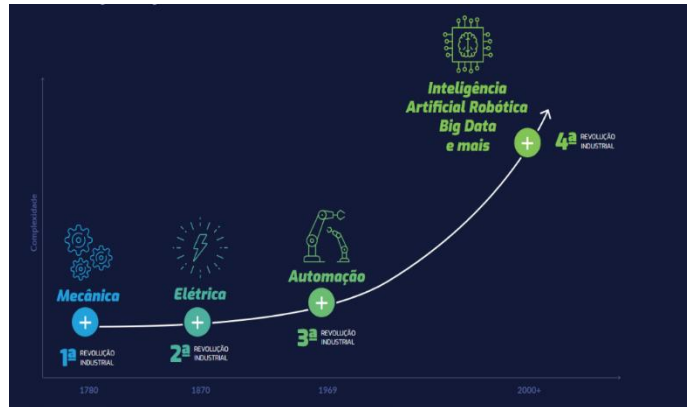 Inteligência
Artificial Robótica
Big Data
e mais
4ª REVOLUÇÃO
INDUSTRIAL
Complexidade
Mecânica
Elétrica
Automação
1ª REVOLUÇÃO
INDUSTRIAL
2ª REVOLUÇÃO
INDUSTRIAL
3ª REVOLUÇÃO
INDUSTRIAL
1780
1870
1969
2000+